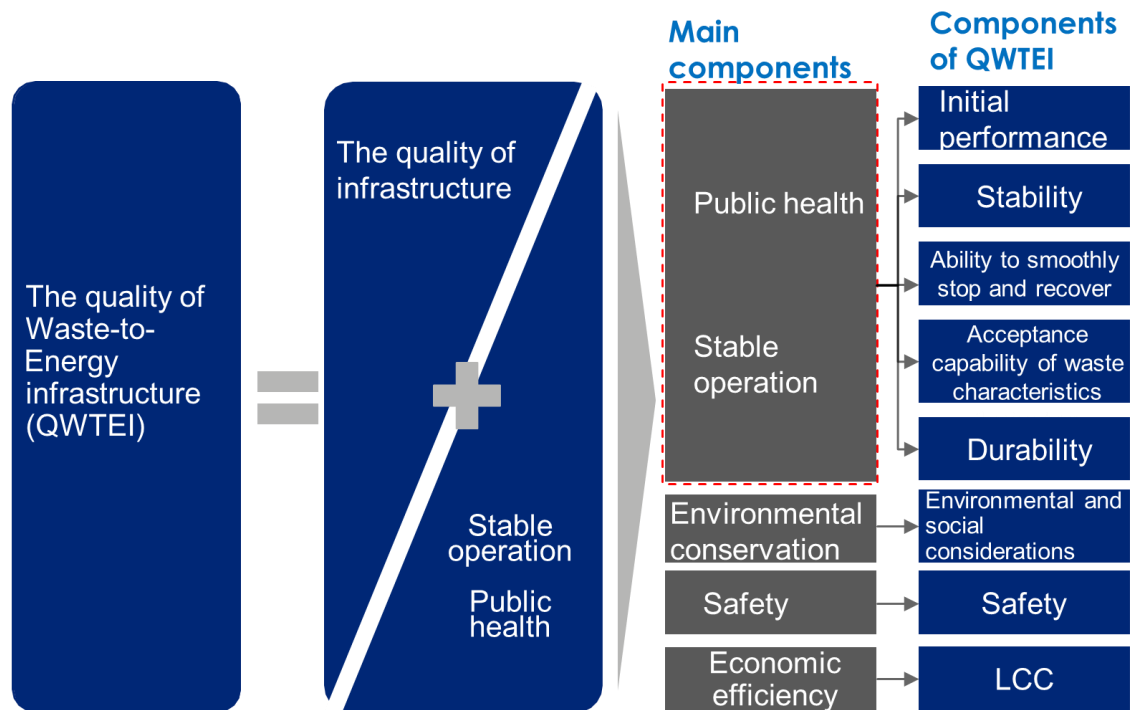 The quality of
Waste-to-
Energy
infrastructure
(QWTEI)
The quality of
infrastructure
Stable
operation
Public
health
Main
components
Public health
Stable
operation
Environmental
conservation
Safety
Economic
efficiency
Components
of QWTEI
Initial
performance
Stability
Ability to smoothly
stop and recover
Acceptance
capability of waste
characteristics
Durability
Environmental and
social
considerations
Safety
LCC